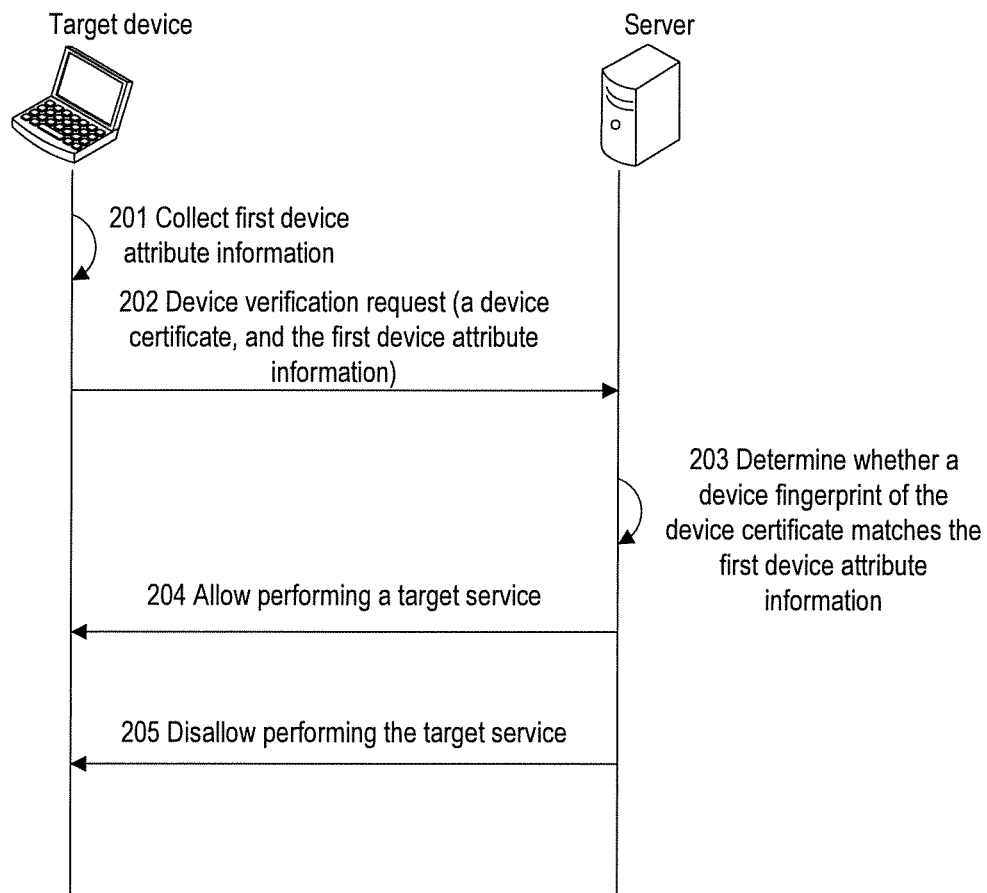 Target device
Server
201 Collect first device
attribute information
202 Device verification request (a device
certificate, and the first device attribute
information)
203 Determine whether a
device fingerprint of the
device certificate matches the
first device attribute
information
204 Allow performing a target service
205 Disallow performing the target service